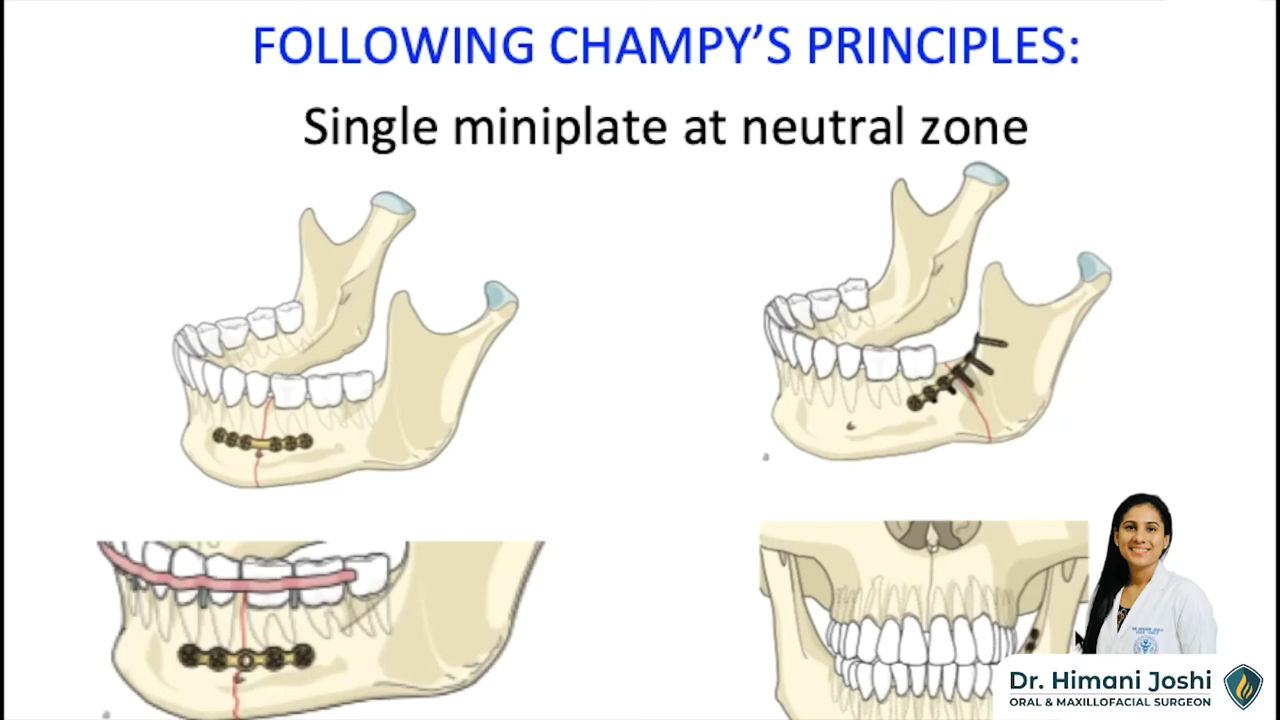 FOLLOWING CHAMPY’S PRINCIPLES:
Single miniplate at neutral zone
Dr. Himani Joshi
ORAL & MAXILLOFACIAL SURGEON